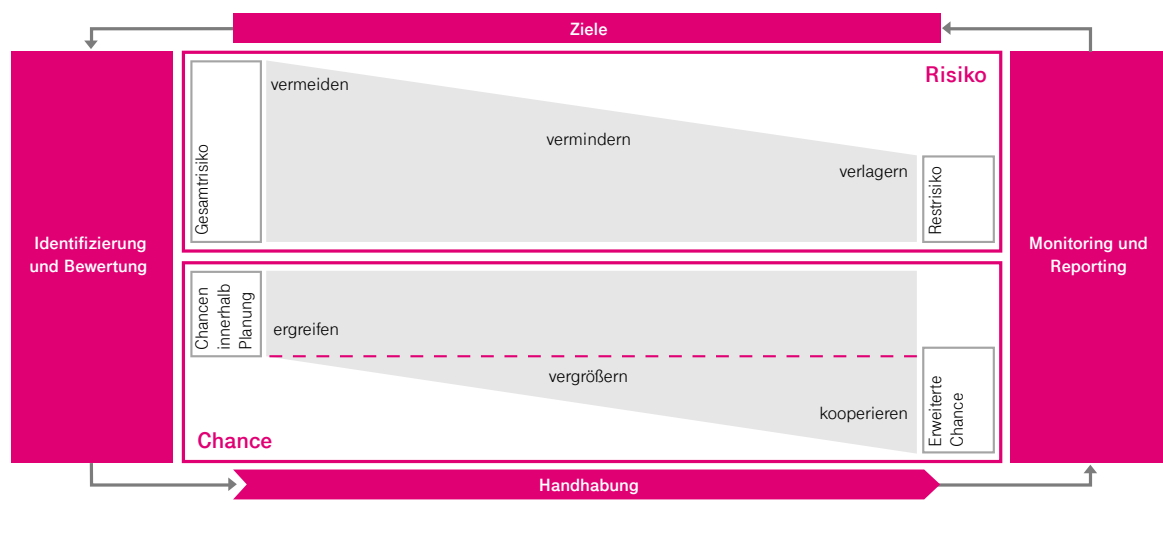 Ziele
Identifizierung
und Bewertung
Risiko
Gesamtrisiko
vermeiden
vermindern
verlagern
Restrisiko
Chancen
innerhalb
Planung
ergreifen
vergrößern
kooperieren
Erweiterte
Chance
Chance
Monitoring und
Reporting
Handhabung